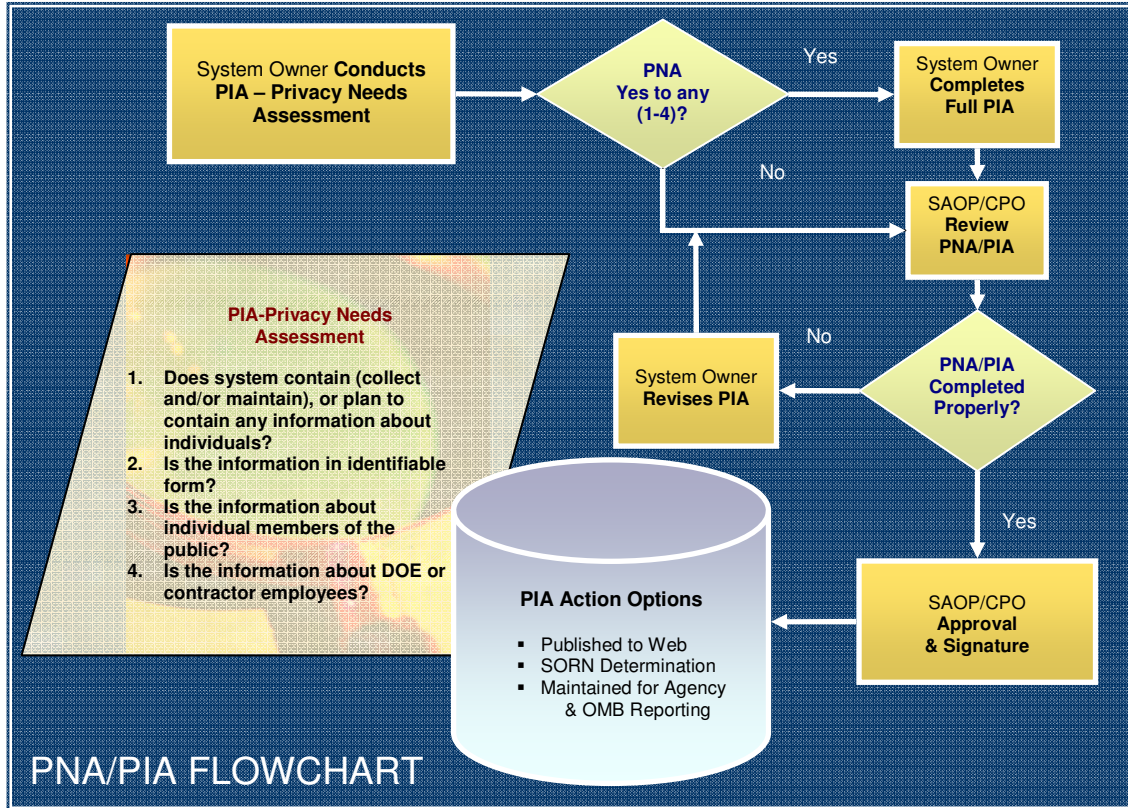 System Owner Conducts
PIA – Privacy Needs
Assessment
PNA
Yes to any
(1-4)?
Yes
System Owner
Completes
Full PIA
No
SAOP/CPO
Review
PNA/PIA
PIA-Privacy Needs
Assessment
1. Does system contain (collect
and/or maintain), or plan to
contain any information about
individuals?
2. Is the information in identifiable
form?
3. Is the information about
individual members of the
public?
4. Is the information about DOE or
contractor employees?
System Owner
Revises PIA
No
PNA/PIA
Completed
Properly?
Yes
PIA Action Options
▪ Published to Web
▪ SORN Determination
▪ Maintained for Agency
& OMB Reporting
SAOP/CPO
Approval
& Signature
PNA/PIA FLOWCHART